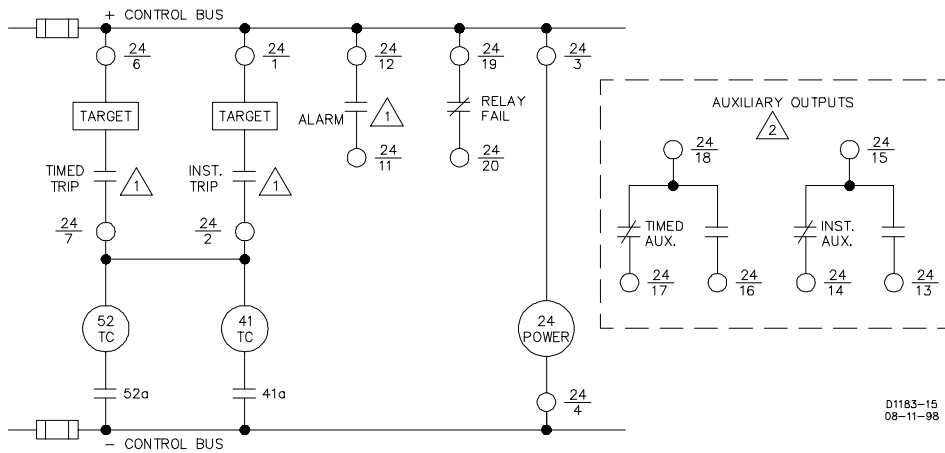 + CONTROL BUS
24/6
24/1
24/12
24/19
24/3
TARGET
TARGET
ALARM
1
RELAY
FAIL
24/11
24/20
TIMED
TRIP
1
INST.
TRIP
1
24/7
24/2
52
TC
41
TC
24
POWER
52a
41a
24/4
− CONTROL BUS
AUXILIARY OUTPUTS
2
24/18
24/15
TIMED
AUX.
INST.
AUX.
24/17
24/16
24/14
24/13
D1183-15
08-11-98